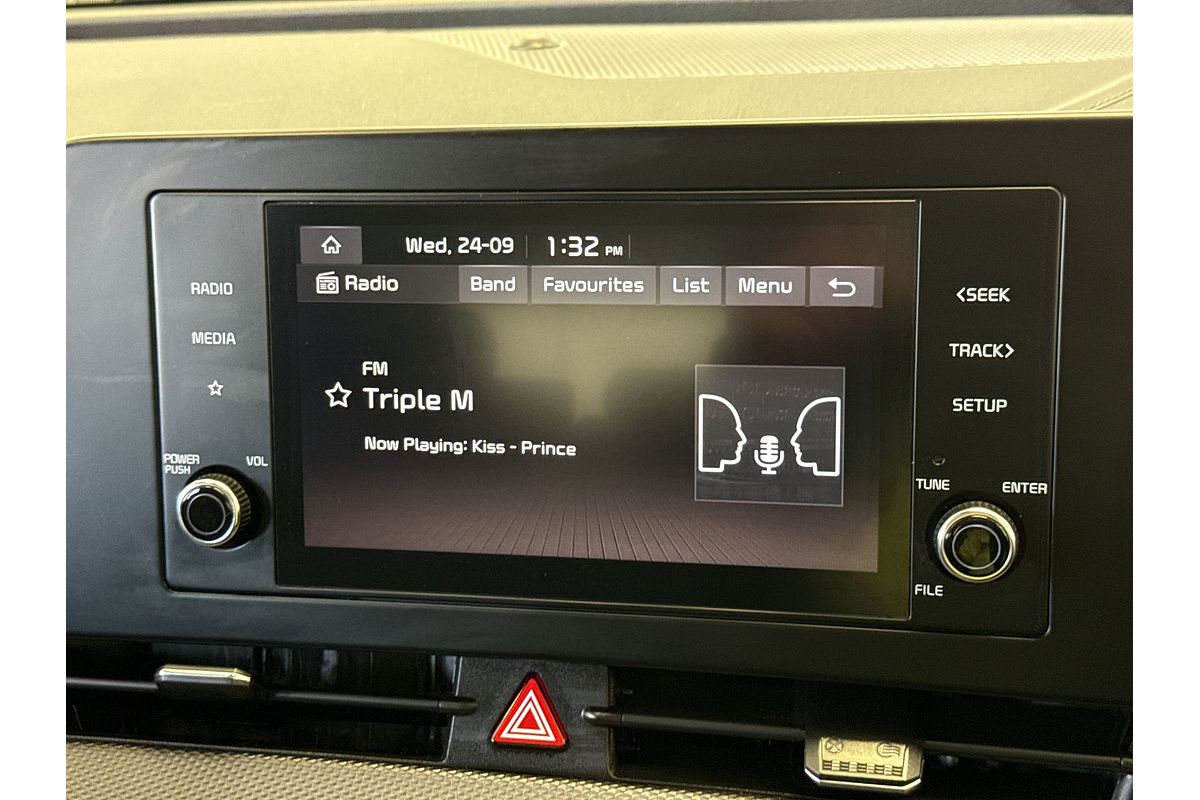 Wed, 24-09 1:32 PM
Radio Band Favourites List Menu
FM
Triple M
Now Playing: Kiss - Prince
RADIO
MEDIA
POWER
PUSH
VOL
<SEEK
TRACK>
SETUP
TUNE
ENTER
FILE